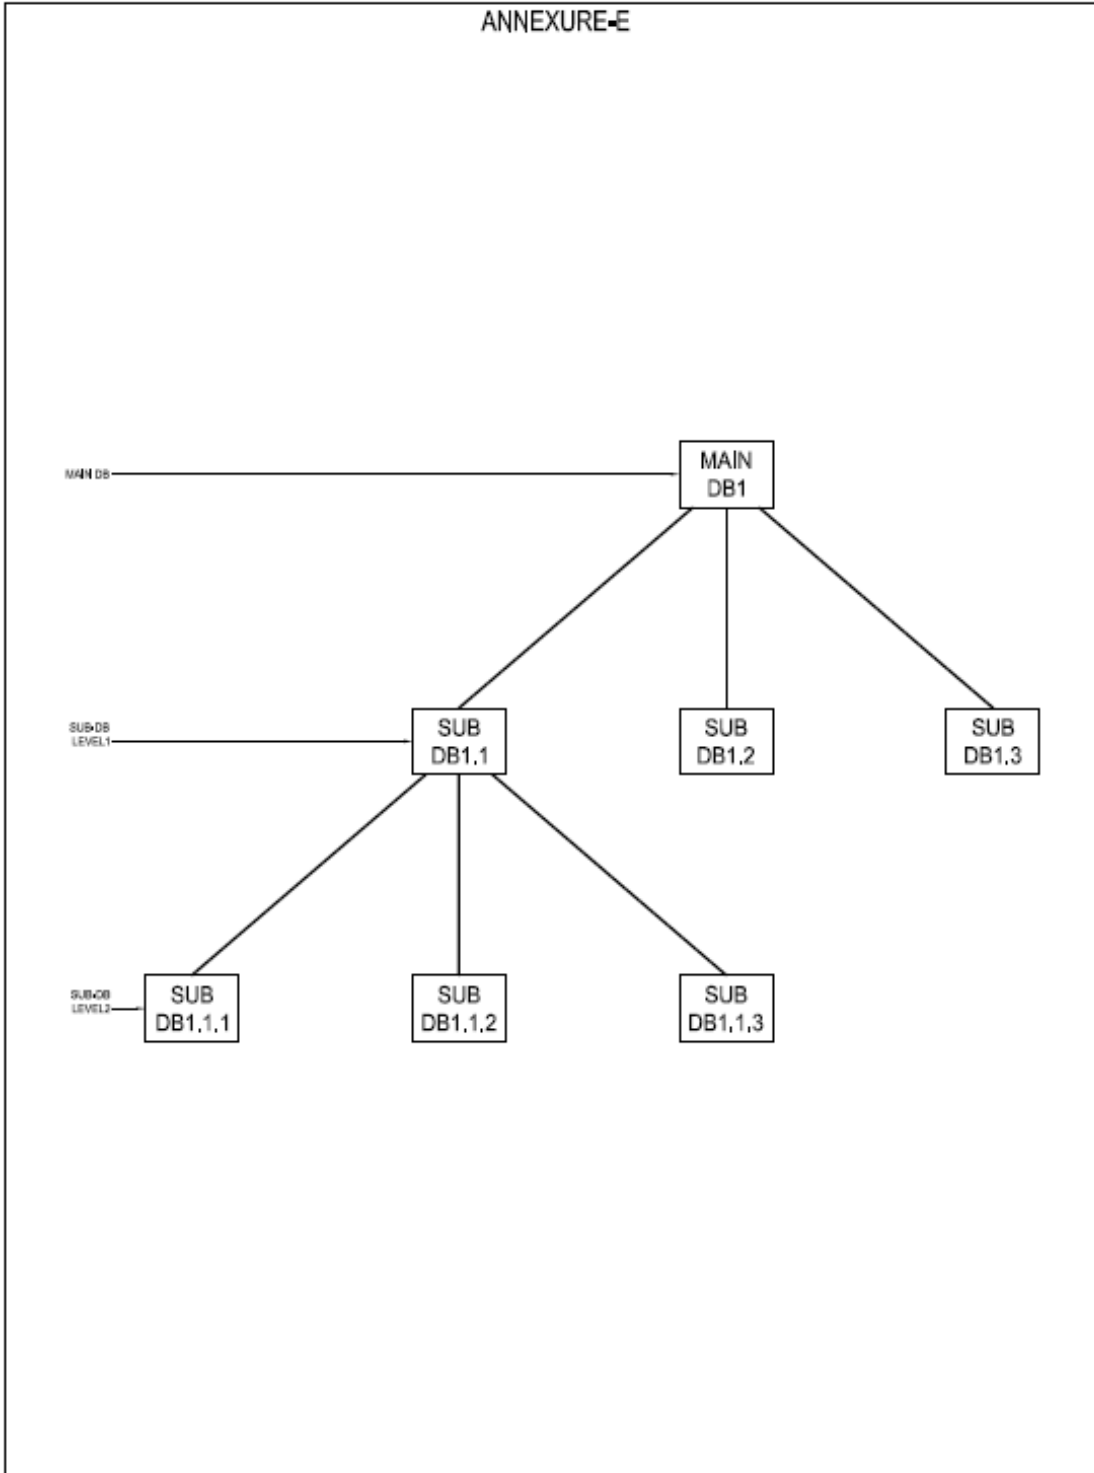 ANNEXURE-E
MAIN DB
MAIN
DB1
SUB-DB
LEVEL1
SUB
DB1.1
SUB
DB1.2
SUB
DB1.3
SUB-DB
LEVEL2
SUB
DB1.1.1
SUB
DB1.1.2
SUB
DB1.1.3